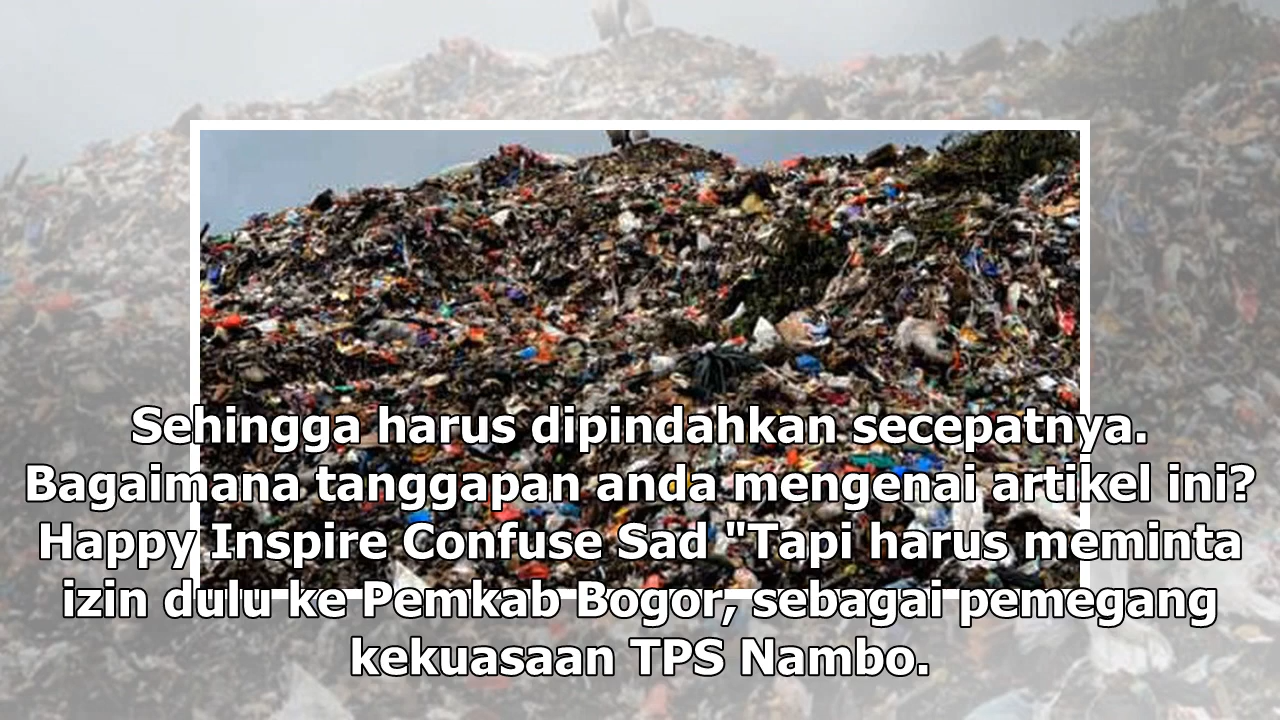 Sehingga harus dipindahkan secepatnya.
Bagaimana tanggapan anda mengenai artikel ini?
Happy Inspire Confuse Sad "Tapi harus meminta
izin dulu ke Pemkab Bogor, sebagai pemegang
kekuasaan TPS Nambo.